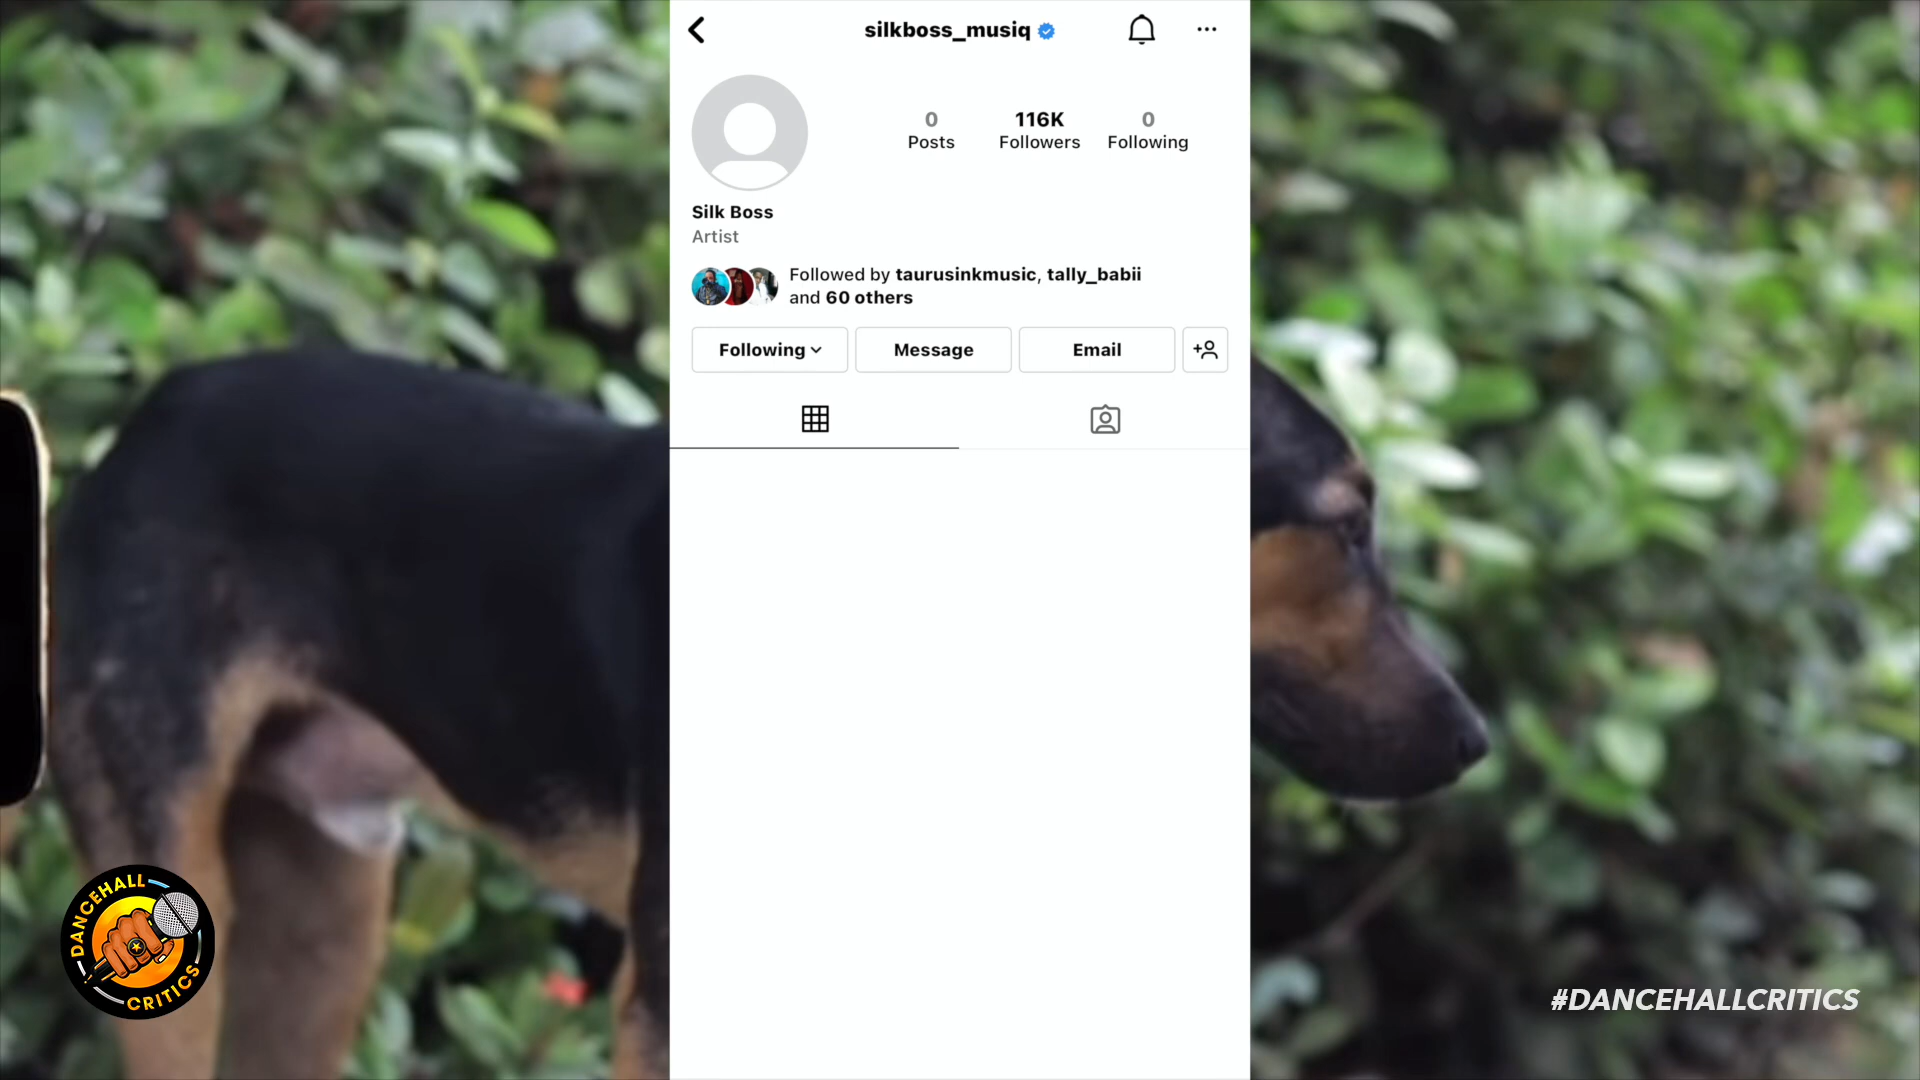 silkboss_musiq
0
Posts
116K
Followers
0
Following
Silk Boss
Artist
Followed by taurusinkmusic, tally_babii
and 60 others
Following
Message
Email
DANCEHALL
CRITICS
#DANCEHALLCRITICS